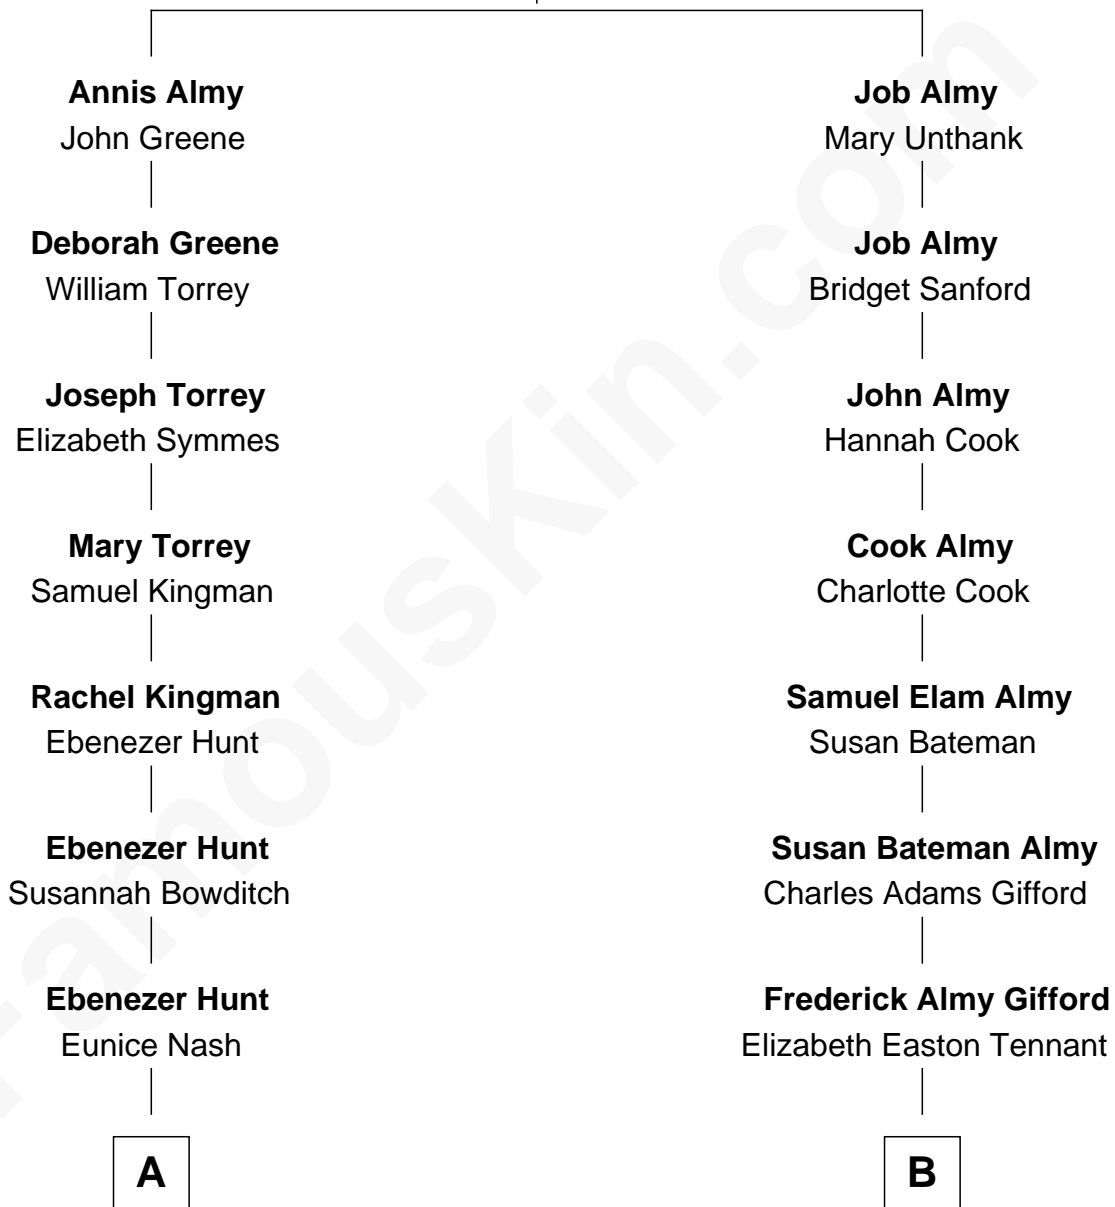 Annis Almy
John Greene
Job Almy
Mary Unthank
Deborah Greene
William Torrey
Job Almy
Bridget Sanford
Joseph Torrey
Elizabeth Symmes
John Almy
Hannah Cook
Mary Torrey
Samuel Kingman
Cook Almy
Charlotte Cook
Rachel Kingman
Ebenezer Hunt
Samuel Elam Almy
Susan Bateman
Ebenezer Hunt
Susannah Bowditch
Susan Bateman Almy
Charles Adams Gifford
Ebenezer Hunt
Eunice Nash
Frederick Almy Gifford
Elizabeth Easton Tennant
A
B
FamousKin.com